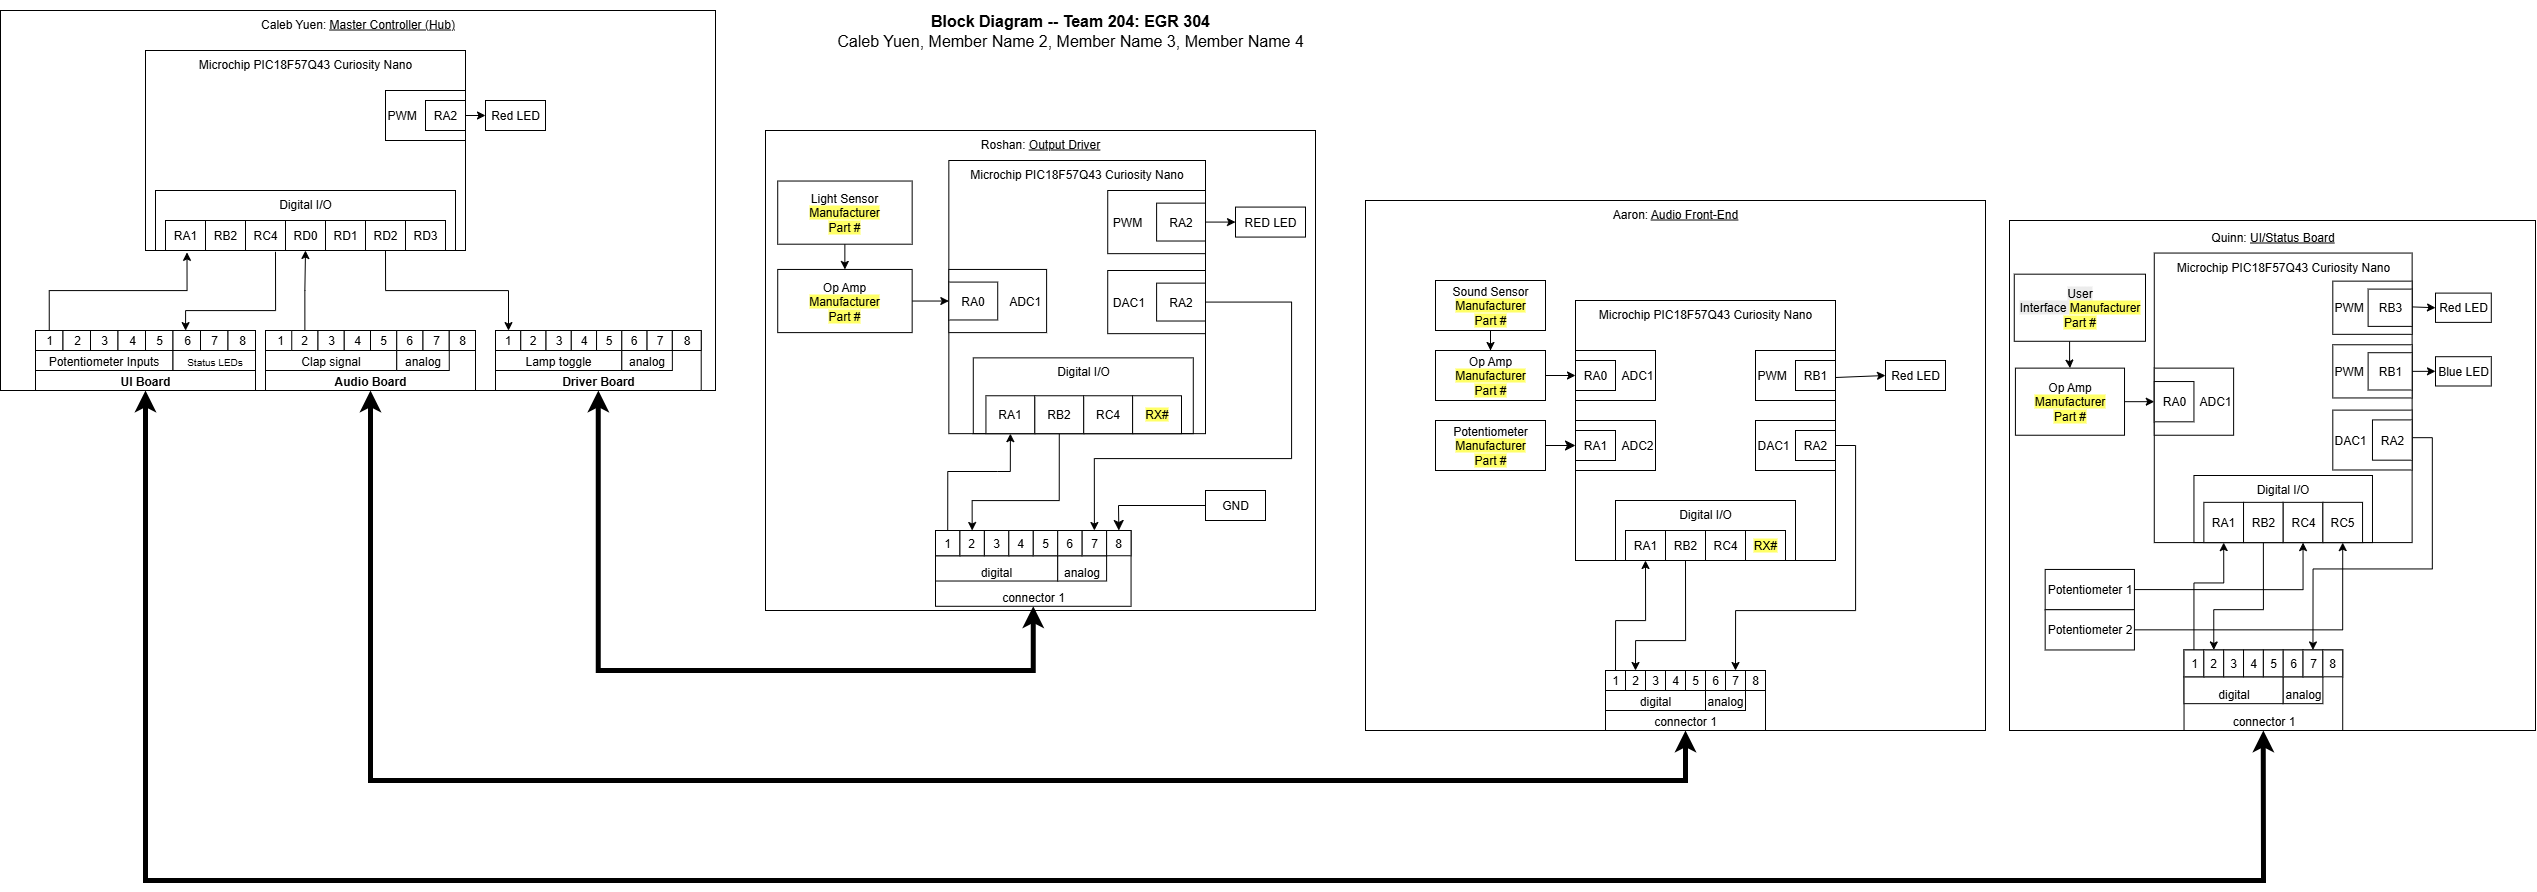 Block Diagram -- Team 204: EGR 304
Caleb Yuen, Member Name 2, Member Name 3, Member Name 4
Caleb Yuen: Master Controller (Hub)
Microchip PIC18F57Q43 Curiosity Nano
PWM RA2 Red LED
Digital I/O
RA1 RB2 RC4 RD0 RD1 RD2 RD3
1 2 3 4 5 6 7 8
Potentiometer Inputs Status LEDs
UI Board
1 2 3 4 5 6 7 8
Clap signal analog
Audio Board
1 2 3 4 5 6 7 8
Lamp toggle analog
Driver Board
Roshan: Output Driver
Microchip PIC18F57Q43 Curiosity Nano
Light Sensor
Manufacturer
Part #
PWM RA2 RED LED
Op Amp
Manufacturer
Part #
RA0 ADC1
DAC1 RA2
Digital I/O
RA1 RB2 RC4 RX#
GND
1 2 3 4 5 6 7 8
digital analog
connector 1
Aaron: Audio Front-End
Sound Sensor
Manufacturer
Part #
Microchip PIC18F57Q43 Curiosity Nano
Op Amp
Manufacturer
Part #
RA0 ADC1
PWM RB1 Red LED
Potentiometer
Manufacturer
Part #
RA1 ADC2
DAC1 RA2
Digital I/O
RA1 RB2 RC4 RX#
1 2 3 4 5 6 7 8
digital analog
connector 1
Quinn: UI/Status Board
Microchip PIC18F57Q43 Curiosity Nano
User
Interface Manufacturer
Part #
PWM RB3 Red LED
PWM RB1 Blue LED
Op Amp
Manufacturer
Part #
RA0 ADC1
DAC1 RA2
Digital I/O
RA1 RB2 RC4 RC5
Potentiometer 1
Potentiometer 2
1 2 3 4 5 6 7 8
digital analog
connector 1